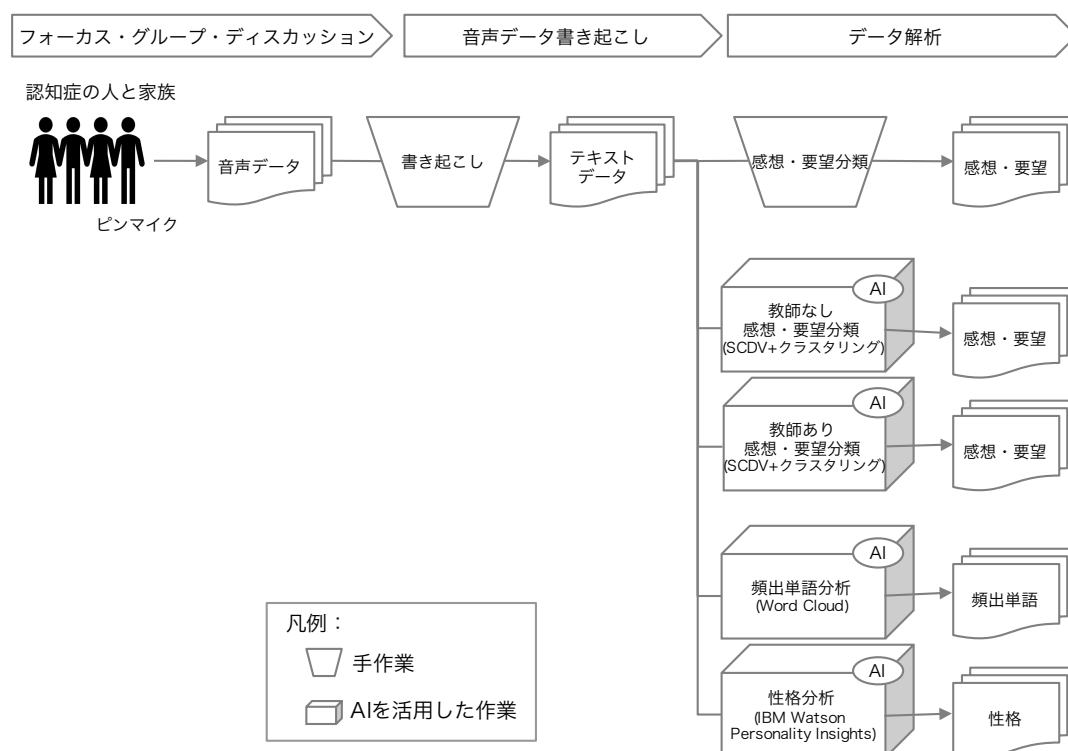 フォーカス・グループ・ディスカッション
音声データ書き起こし
データ解析
認知症の人と家族
ピンマイク
音声データ
書き起こし
テキスト
データ
感想・要望分類
感想・要望
AI
教師なし
感想・要望分類
(SCDV+クラスタリング)
感想・要望
AI
教師あり
感想・要望分類
(SCDV+クラスタリング)
感想・要望
AI
頻出単語分析
(Word Cloud)
頻出単語
AI
性格分析
(IBM Watson
Personality Insights)
性格
凡例：
手作業
AIを活用した作業